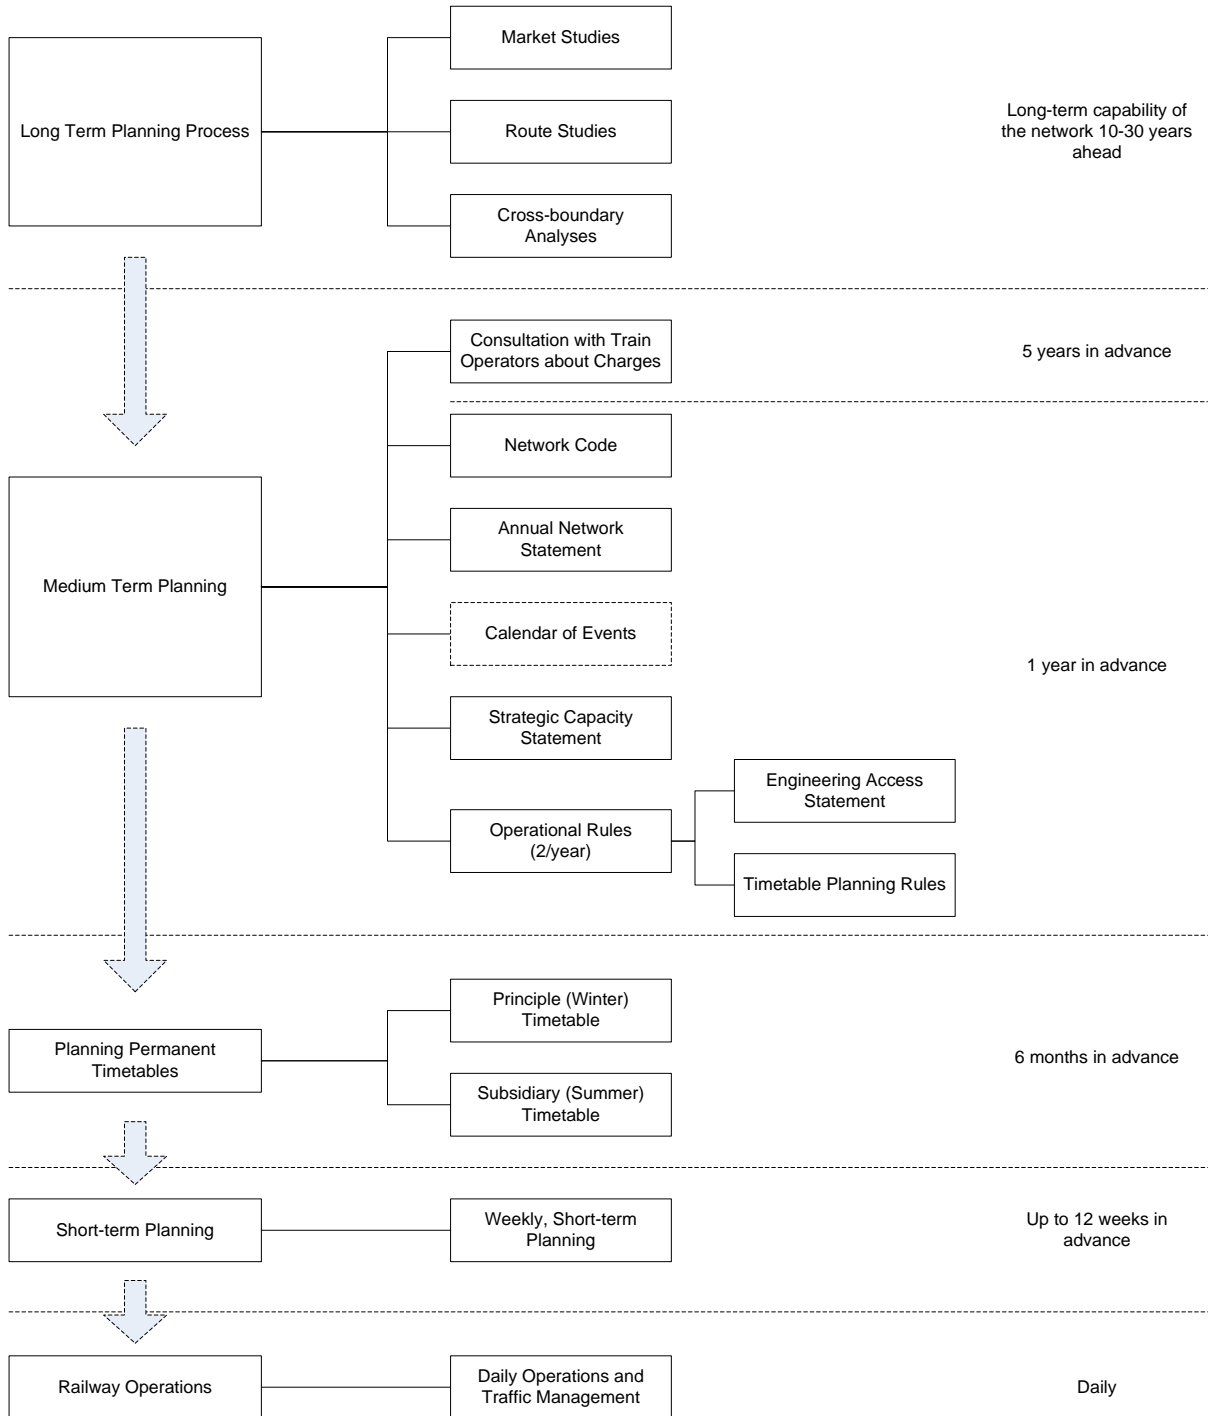 Market Studies
Long Term Planning Process
Route Studies
Long-term capability of
the network 10-30 years
ahead
Cross-boundary
Analyses
Consultation with Train
Operators about Charges
5 years in advance
Network Code
Annual Network
Statement
Medium Term Planning
Calendar of Events
1 year in advance
Strategic Capacity
Statement
Engineering Access
Statement
Operational Rules
(2/year)
Timetable Planning Rules
Principle (Winter)
Timetable
Planning Permanent
Timetables
6 months in advance
Subsidiary (Summer)
Timetable
Short-term Planning
Weekly, Short-term
Planning
Up to 12 weeks in
advance
Railway Operations
Daily Operations and
Traffic Management
Daily